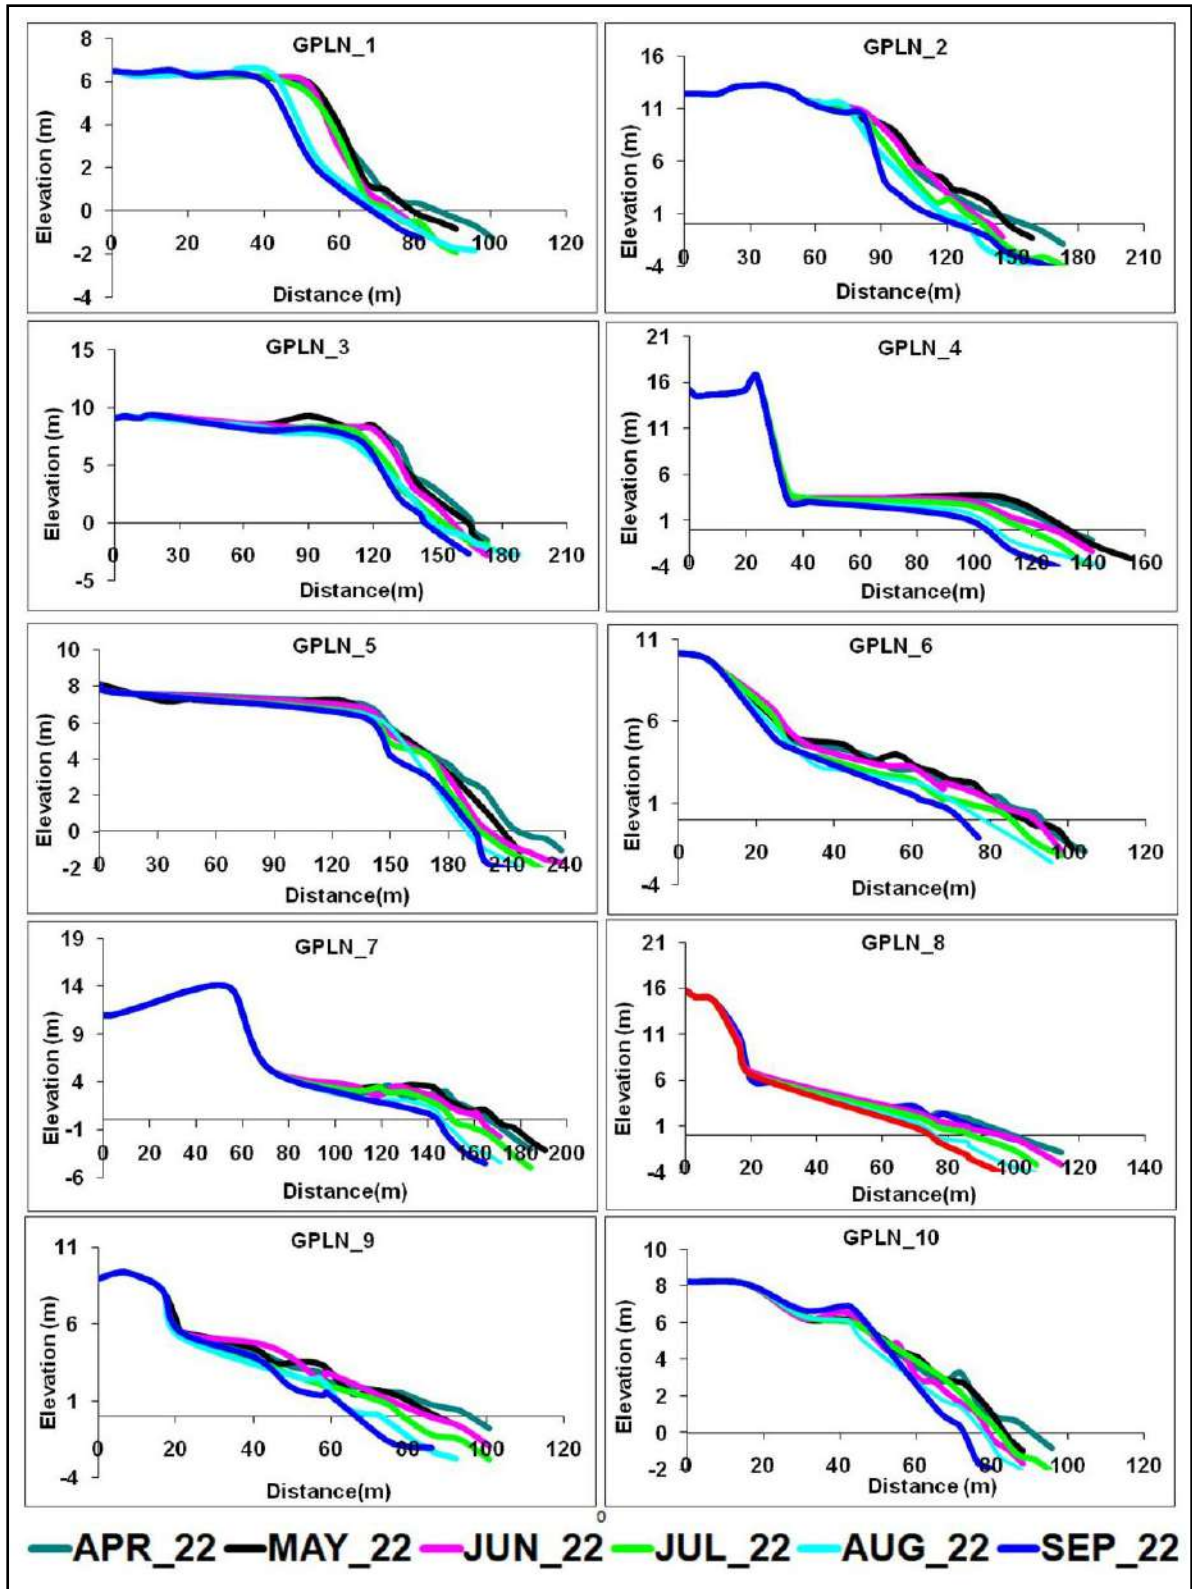 GPLN_1
8
6
4
2
0
-2
-4
0 20 40 60 80 100 120
Elevation (m)
Distance (m)
GPLN_2
16
11
6
1
-4
0 30 60 90 120 150 180 210
Elevation (m)
Distance(m)
GPLN_3
15
10
5
0
-5
0 30 60 90 120 150 180 210
Elevation (m)
Distance(m)
GPLN_4
21
16
11
6
1
-4
0 20 40 60 80 100 120 140 160
Elevation (m)
Distance(m)
GPLN_5
10
8
6
4
2
0
-2
0 30 60 90 120 150 180 210 240
Elevation (m)
Distance(m)
GPLN_6
11
6
1
-4
0 20 40 60 80 100 120
Elevation (m)
Distance(m)
GPLN_7
19
14
9
4
-1
-6
0 20 40 60 80 100 120 140 160 180 200
Elevation (m)
Distance(m)
GPLN_8
21
16
11
6
1
-4
0 20 40 60 80 100 120 140
Elevation (m)
Distance(m)
GPLN_9
11
6
1
-4
0 20 40 60 80 100 120
Elevation (m)
Distance(m)
GPLN_10
10
8
6
4
2
0
-2
0 20 40 60 80 100 120
Elevation (m)
Distance (m)
0
APR_22 MAY_22 JUN_22 JUL_22 AUG_22 SEP_22